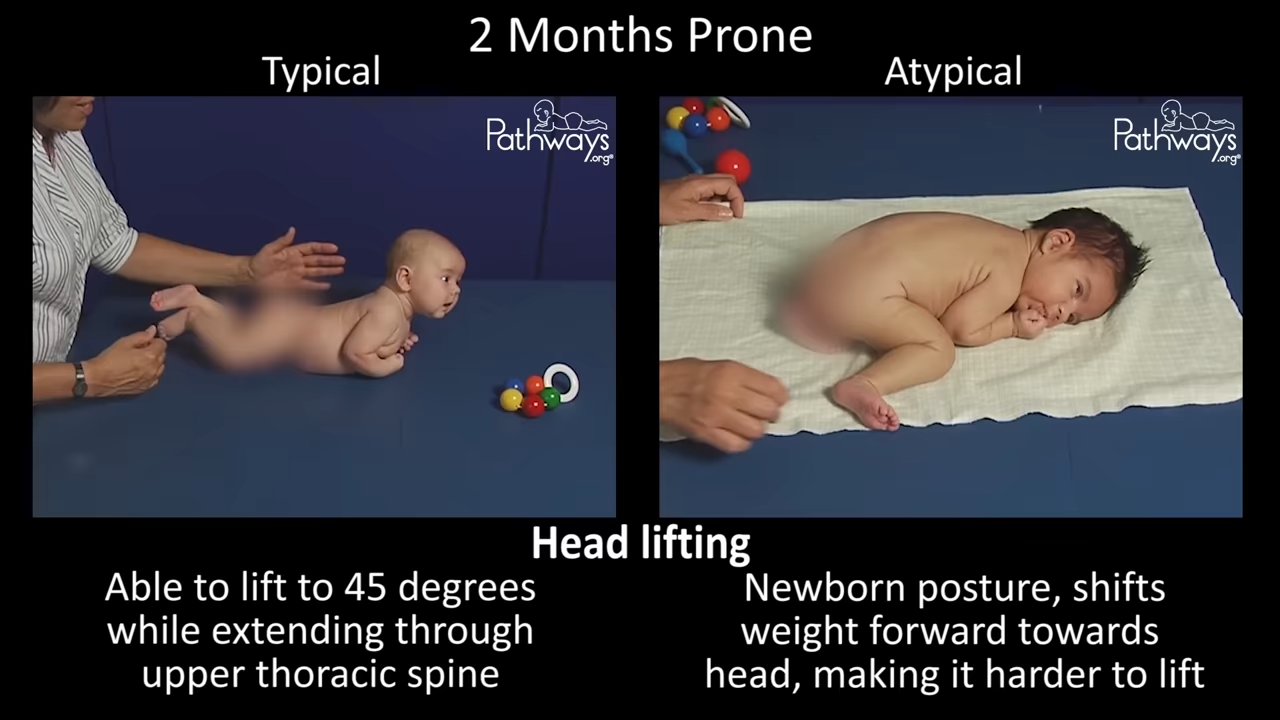 2 Months Prone
Typical
Atypical
Pathways
.org®
Pathways
.org®
Head lifting
Able to lift to 45 degrees
while extending through
upper thoracic spine
Newborn posture, shifts
weight forward towards
head, making it harder to lift